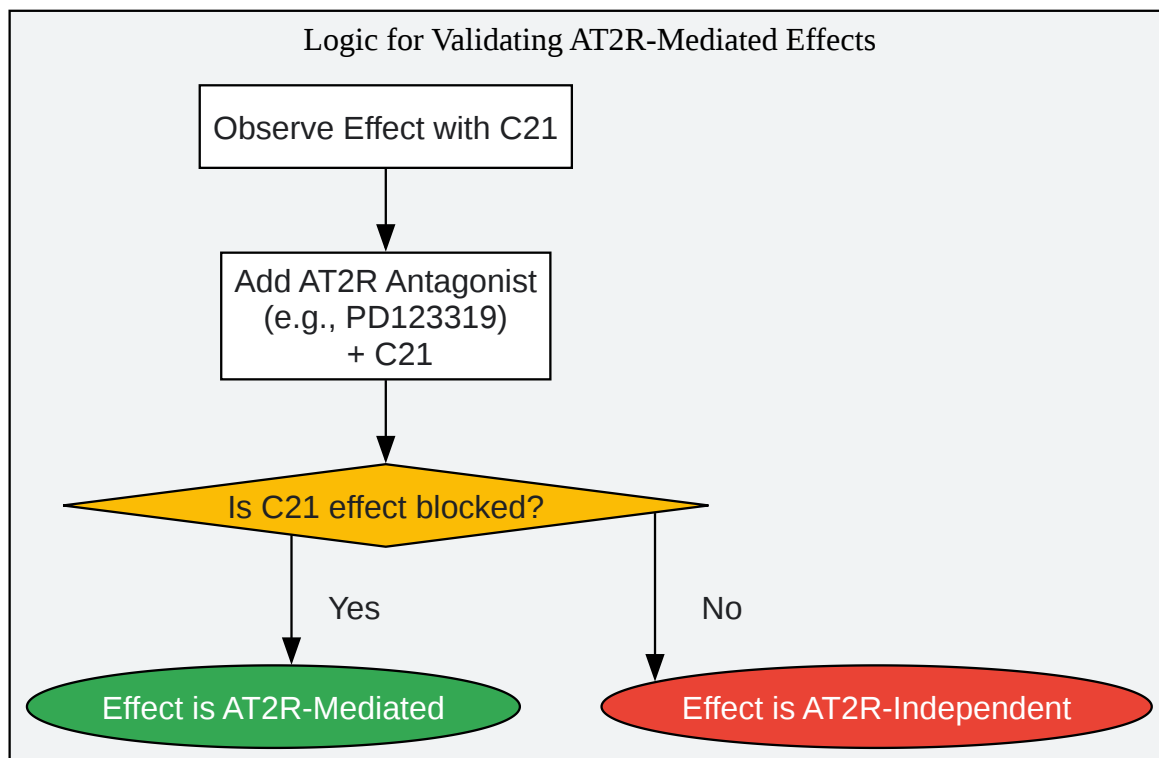 Logic for Validating AT2R-Mediated Effects
Observe Effect with C21
Add AT2R Antagonist
(e.g., PD123319)
+ C21
Is C21 effect blocked?
Yes
No
Effect is AT2R-Mediated
Effect is AT2R-Independent